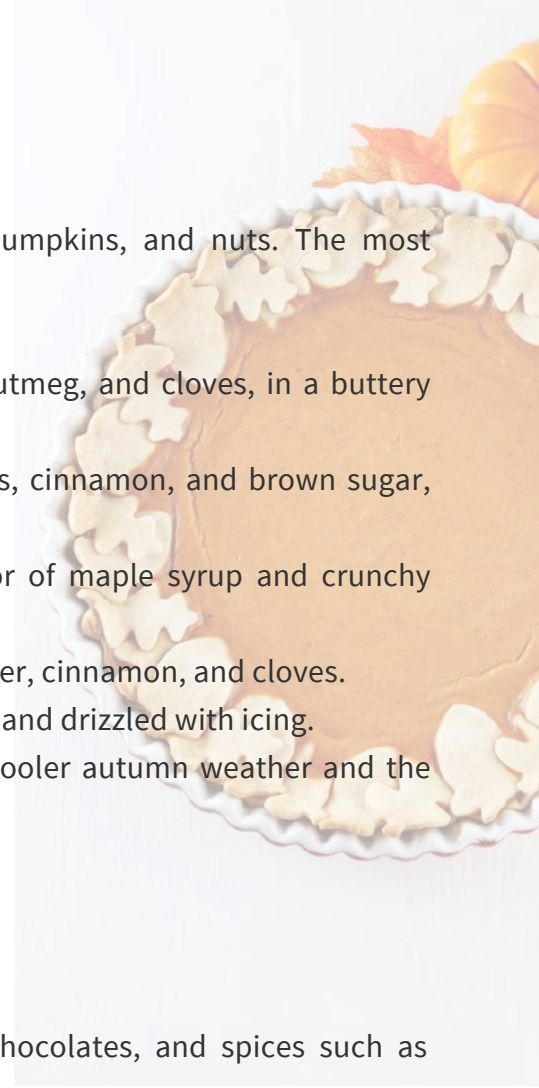 umpkins, and nuts. The most
utmeg, and cloves, in a buttery
s, cinnamon, and brown sugar,
or of maple syrup and crunchy
er, cinnamon, and cloves.
and drizzled with icing.
ooler autumn weather and the
hocolates, and spices such as